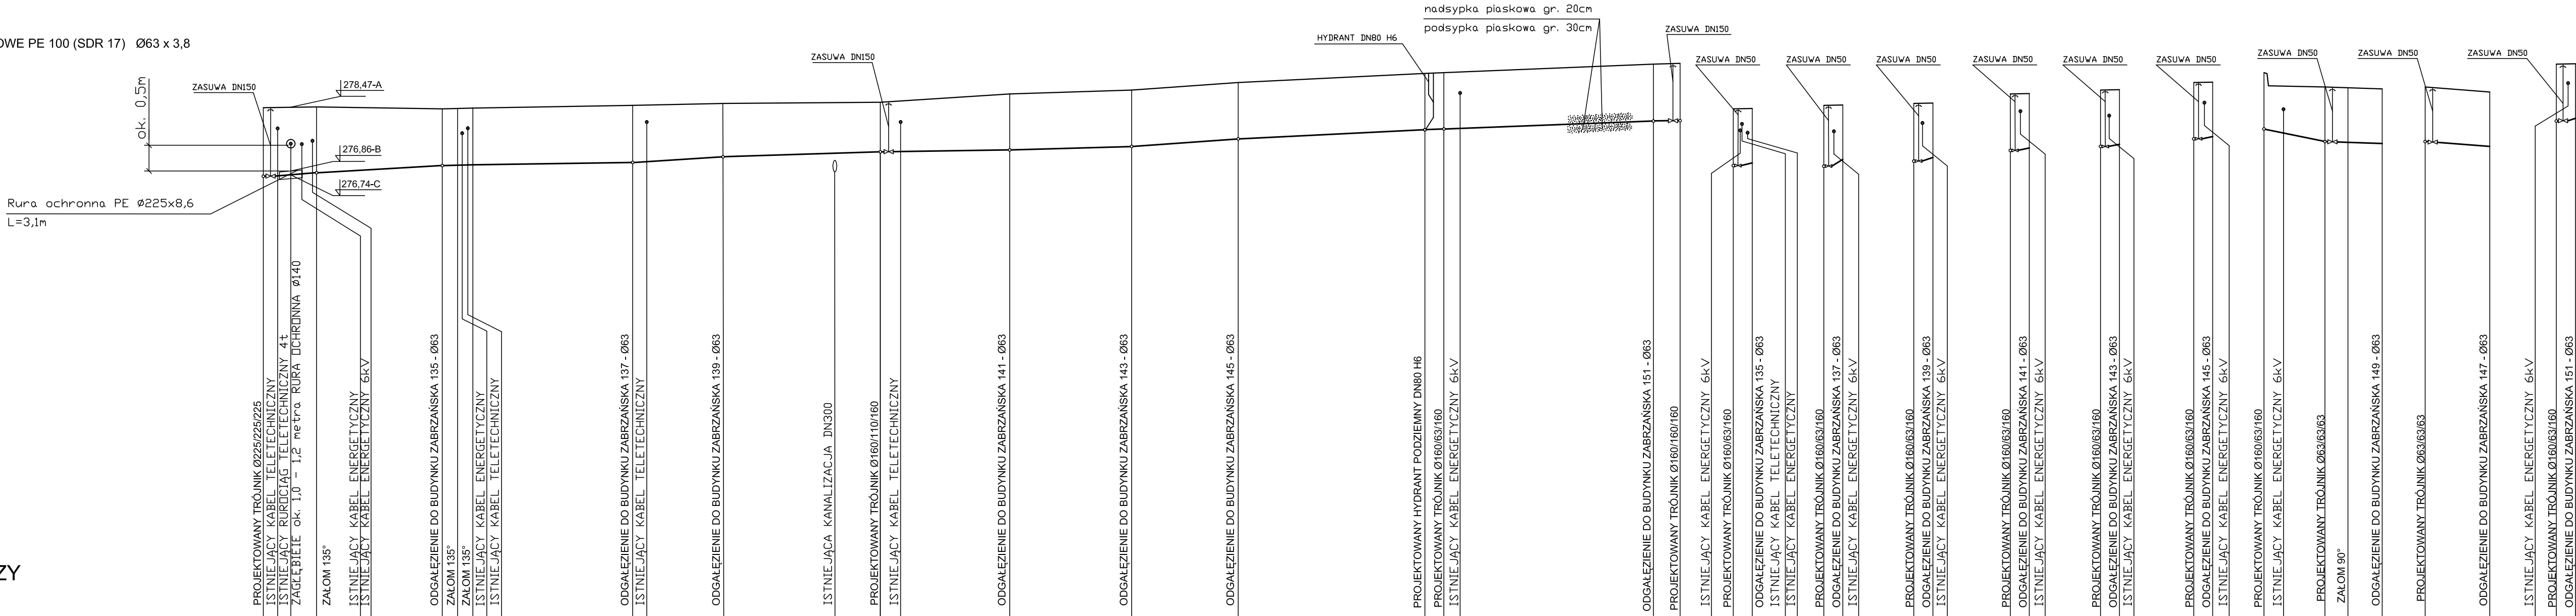 OWE PE 100 (SDR 17) Ø63 x 3,8
nadsypka piaskowa gr. 20cm
podsypka piaskowa gr. 30cm
HYDRANT DN80 H6
ZASUWA DN150
ZASUWA DN150
ZASUWA DN150
ZASUWA DN50
ZASUWA DN50
ZASUWA DN50
ZASUWA DN50
ZASUWA DN50
ZASUWA DN50
ZASUWA DN50
ZASUWA DN50
ZASUWA DN50
ok. 0,5m
278,47-A
276,86-B
276,74-C
Rura ochronna PE Ø225x8,6
L=3,1m
ZY
PROJEKTOWANY TRÓJNIK Ø225/225/225
ISTNIEJĄCY KABEL TELETECHNICZNY
ISTNIEJĄCY RUROCIĄG TELETECHNICZNY 4t
ZAGŁĘBIEIE ok. 1,0 - 1,2 metra RURA OCHRONNA Ø140
ZAŁOM 135°
ISTNIEJĄCY KABEL ENERGETYCZNY
ISTNIEJĄCY KABEL ENERGETYCZNY 6kV
ODGAŁĘZIENIE DO BUDYNKU ZABRZAŃSKA 135 - Ø63
ZAŁOM 135°
ZAŁOM 135°
ISTNIEJĄCY KABEL ENERGETYCZNY
ISTNIEJĄCY KABEL TELETECHNICZNY
ODGAŁĘZIENIE DO BUDYNKU ZABRZAŃSKA 137 - Ø63
ISTNIEJĄCY KABEL TELETECHNICZNY
ODGAŁĘZIENIE DO BUDYNKU ZABRZAŃSKA 139 - Ø63
ISTNIEJĄCA KANALIZACJA DN300
PROJEKTOWANY TRÓJNIK Ø160/110/160
ISTNIEJĄCY KABEL TELETECHNICZNY
ODGAŁĘZIENIE DO BUDYNKU ZABRZAŃSKA 141 - Ø63
ODGAŁĘZIENIE DO BUDYNKU ZABRZAŃSKA 143 - Ø63
ODGAŁĘZIENIE DO BUDYNKU ZABRZAŃSKA 145 - Ø63
PROJEKTOWANY HYDRANT PODZIEMNY DN80 H6
PROJEKTOWANY TRÓJNIK Ø160/63/160
ISTNIEJĄCY KABEL ENERGETYCZNY 6kV
ODGAŁĘZIENIE DO BUDYNKU ZABRZAŃSKA 151 - Ø63
PROJEKTOWANY TRÓJNIK Ø160/160/160
ISTNIEJĄCY KABEL ENERGETYCZNY 6kV
PROJEKTOWANY TRÓJNIK Ø160/63/160
ODGAŁĘZIENIE DO BUDYNKU ZABRZAŃSKA 135 - Ø63
ISTNIEJĄCY KABEL TELETECHNICZNY
ISTNIEJĄCY KABEL ENERGETYCZNY
PROJEKTOWANY TRÓJNIK Ø160/63/160
ODGAŁĘZIENIE DO BUDYNKU ZABRZAŃSKA 137 - Ø63
ISTNIEJĄCY KABEL ENERGETYCZNY 6kV
PROJEKTOWANY TRÓJNIK Ø160/63/160
ODGAŁĘZIENIE DO BUDYNKU ZABRZAŃSKA 139 - Ø63
ISTNIEJĄCY KABEL ENERGETYCZNY 6kV
PROJEKTOWANY TRÓJNIK Ø160/63/160
ODGAŁĘZIENIE DO BUDYNKU ZABRZAŃSKA 141 - Ø63
ISTNIEJĄCY KABEL ENERGETYCZNY 6kV
PROJEKTOWANY TRÓJNIK Ø160/63/160
ODGAŁĘZIENIE DO BUDYNKU ZABRZAŃSKA 143 - Ø63
ISTNIEJĄCY KABEL ENERGETYCZNY 6kV
PROJEKTOWANY TRÓJNIK Ø160/63/160
ODGAŁĘZIENIE DO BUDYNKU ZABRZAŃSKA 145 - Ø63
ISTNIEJĄCY KABEL ENERGETYCZNY 6kV
PROJEKTOWANY TRÓJNIK Ø160/63/160
ISTNIEJĄCY KABEL ENERGETYCZNY 6kV
PROJEKTOWANY TRÓJNIK Ø63/63/63
ZAŁOM 90°
ODGAŁĘZIENIE DO BUDYNKU ZABRZAŃSKA 149 - Ø63
PROJEKTOWANY TRÓJNIK Ø63/63/63
ODGAŁĘZIENIE DO BUDYNKU ZABRZAŃSKA 147 - Ø63
ISTNIEJĄCY KABEL ENERGETYCZNY 6kV
PROJEKTOWANY TRÓJNIK Ø160/63/160
ODGAŁĘZIENIE DO BUDYNKU ZABRZAŃSKA 151 - Ø63